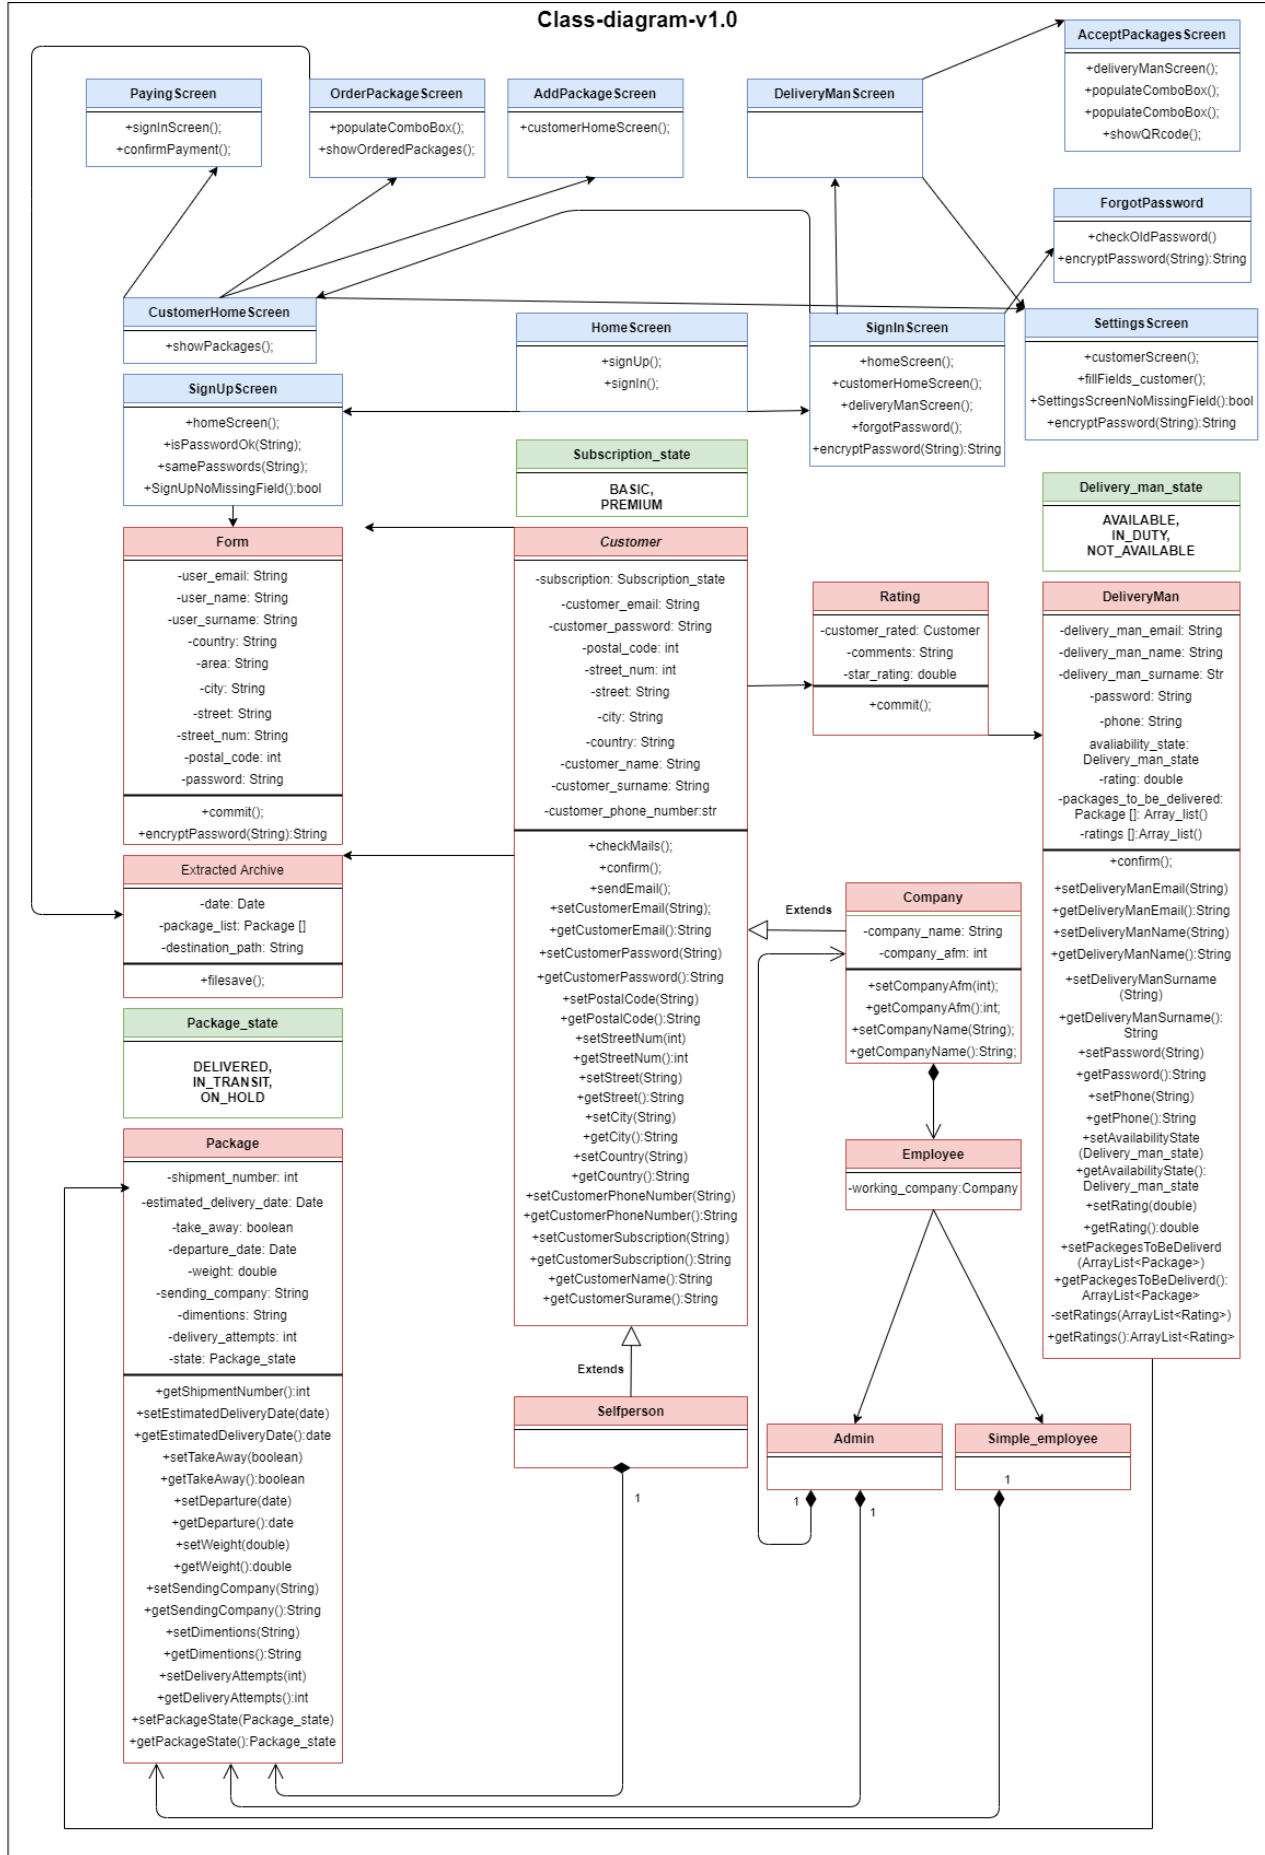 Class-diagram-v1.0
AcceptPackagesScreen
+deliveryManScreen();
+populateComboBox();
+populateComboBox();
+showQRcode();
PayingScreen
+signInScreen();
+confirmPayment();
OrderPackageScreen
+populateComboBox();
+showOrderedPackages();
AddPackageScreen
+customerHomeScreen();
DeliveryManScreen
ForgotPassword
+checkOldPassword()
+encryptPassword(String):String
CustomerHomeScreen
+showPackages();
HomeScreen
+signUp();
+signIn();
SignInScreen
+homeScreen();
+customerHomeScreen();
+deliveryManScreen();
+forgotPassword();
+encryptPassword(String):String
SettingsScreen
+customerScreen();
+fillFields_customer();
+SettingsScreenNoMissingField():bool
+encryptPassword(String):String
SignUpScreen
+homeScreen();
+isPasswordOk(String);
+samePasswords(String);
+SignUpNoMissingField():bool
Subscription_state
BASIC,
PREMIUM
Delivery_man_state
AVAILABLE,
IN_DUTY,
NOT_AVAILABLE
Form
-user_email: String
-user_name: String
-user_surname: String
-country: String
-area: String
-city: String
-street: String
-street_num: String
-postal_code: int
-password: String
+commit();
+encryptPassword(String):String
Customer
-subscription: Subscription_state
-customer_email: String
-customer_password: String
-postal_code: int
-street_num: int
-street: String
-city: String
-country: String
-customer_name: String
-customer_surname: String
-customer_phone_number:str
+checkMails();
+confirm();
+sendEmail();
+setCustomerEmail(String);
+getCustomerEmail():String
+setCustomerPassword(String)
+getCustomerPassword():String
+setPostalCode(String)
+getPostalCode():String
+setStreetNum(int)
+getStreetNum():int
+setStreet(String)
+getStreet():String
+setCity(String)
+getCity():String
+setCountry(String)
+getCountry():String
+setCustomerPhoneNumber(String)
+getCustomerPhoneNumber():String
+setCustomerSubscription(String)
+getCustomerSubscription():String
+getCustomerName():String
+getCustomerSurame():String
Rating
-customer_rated: Customer
-comments: String
-star_rating: double
+commit();
DeliveryMan
-delivery_man_email: String
-delivery_man_name: String
-delivery_man_surname: Str
-password: String
-phone: String
avaliability_state:
Delivery_man_state
-rating: double
-packages_to_be_delivered:
Package []: Array_list()
-ratings []:Array_list()
+confirm();
+setDeliveryManEmail(String)
+getDeliveryManEmail():String
+setDeliveryManName(String)
+getDeliveryManName():String
+setDeliveryManSurname
(String)
+getDeliveryManSurname():
String
+setPassword(String)
+getPassword():String
+setPhone(String)
+getPhone():String
+setAvailabilityState
(Delivery_man_state)
+getAvailabilityState():
Delivery_man_state
+setRating(double)
+getRating():double
+setPackegesToBeDeliverd
(ArrayList<Package>)
+getPackegesToBeDeliverd():
ArrayList<Package>
-setRatings(ArrayList<Rating>)
+getRatings():ArrayList<Rating>
Extracted Archive
-date: Date
-package_list: Package []
-destination_path: String
+filesave();
Extends
Company
-company_name: String
-company_afm: int
+setCompanyAfm(int);
+getCompanyAfm():int;
+setCompanyName(String);
+getCompanyName():String;
Package_state
DELIVERED,
IN_TRANSIT,
ON_HOLD
Package
-shipment_number: int
-estimated_delivery_date: Date
-take_away: boolean
-departure_date: Date
-weight: double
-sending_company: String
-dimentions: String
-delivery_attempts: int
-state: Package_state
+getShipmentNumber():int
+setEstimatedDeliveryDate(date)
+getEstimatedDeliveryDate():date
+setTakeAway(boolean)
+getTakeAway():boolean
+setDeparture(date)
+getDeparture():date
+setWeight(double)
+getWeight():double
+setSendingCompany(String)
+getSendingCompany():String
+setDimentions(String)
+getDimentions():String
+setDeliveryAttempts(int)
+getDeliveryAttempts():int
+setPackageState(Package_state)
+getPackageState():Package_state
Employee
-working_company:Company
Extends
Selfperson
1
Admin
1
1
Simple_employee
1